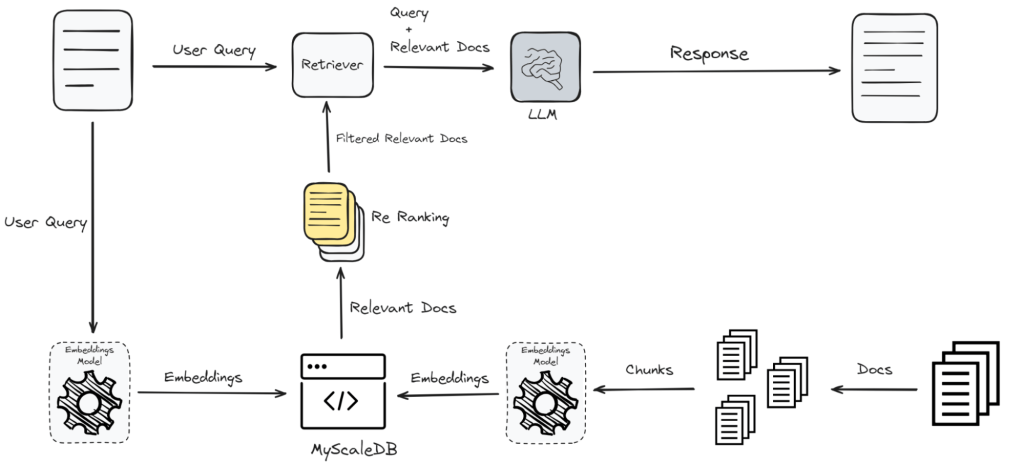 Query
+
Relevant Docs
User Query
Response
Retriever
LLM
Filtered Relevant Docs
User Query
Re Ranking
Relevant Docs
Embeddings
Model
Embeddings
Model
Embeddings
Embeddings
Chunks
Docs
MyScaleDB